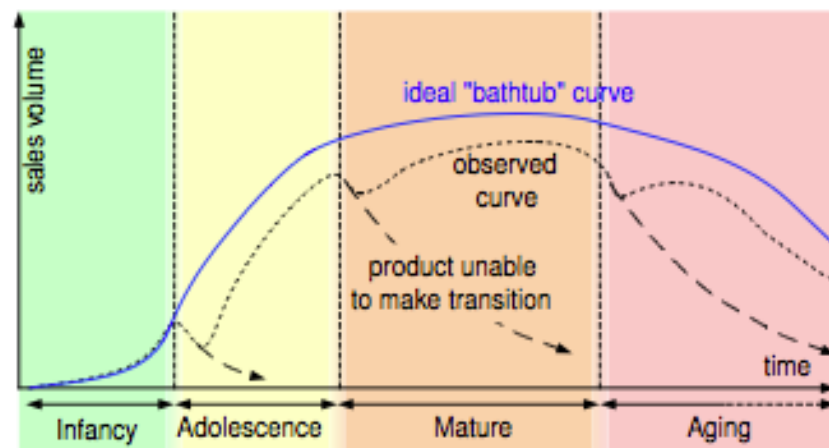 sales volume
ideal "bathtub" curve
observed
curve
product unable
to make transition
time
Infancy
Adolescence
Mature
Aging